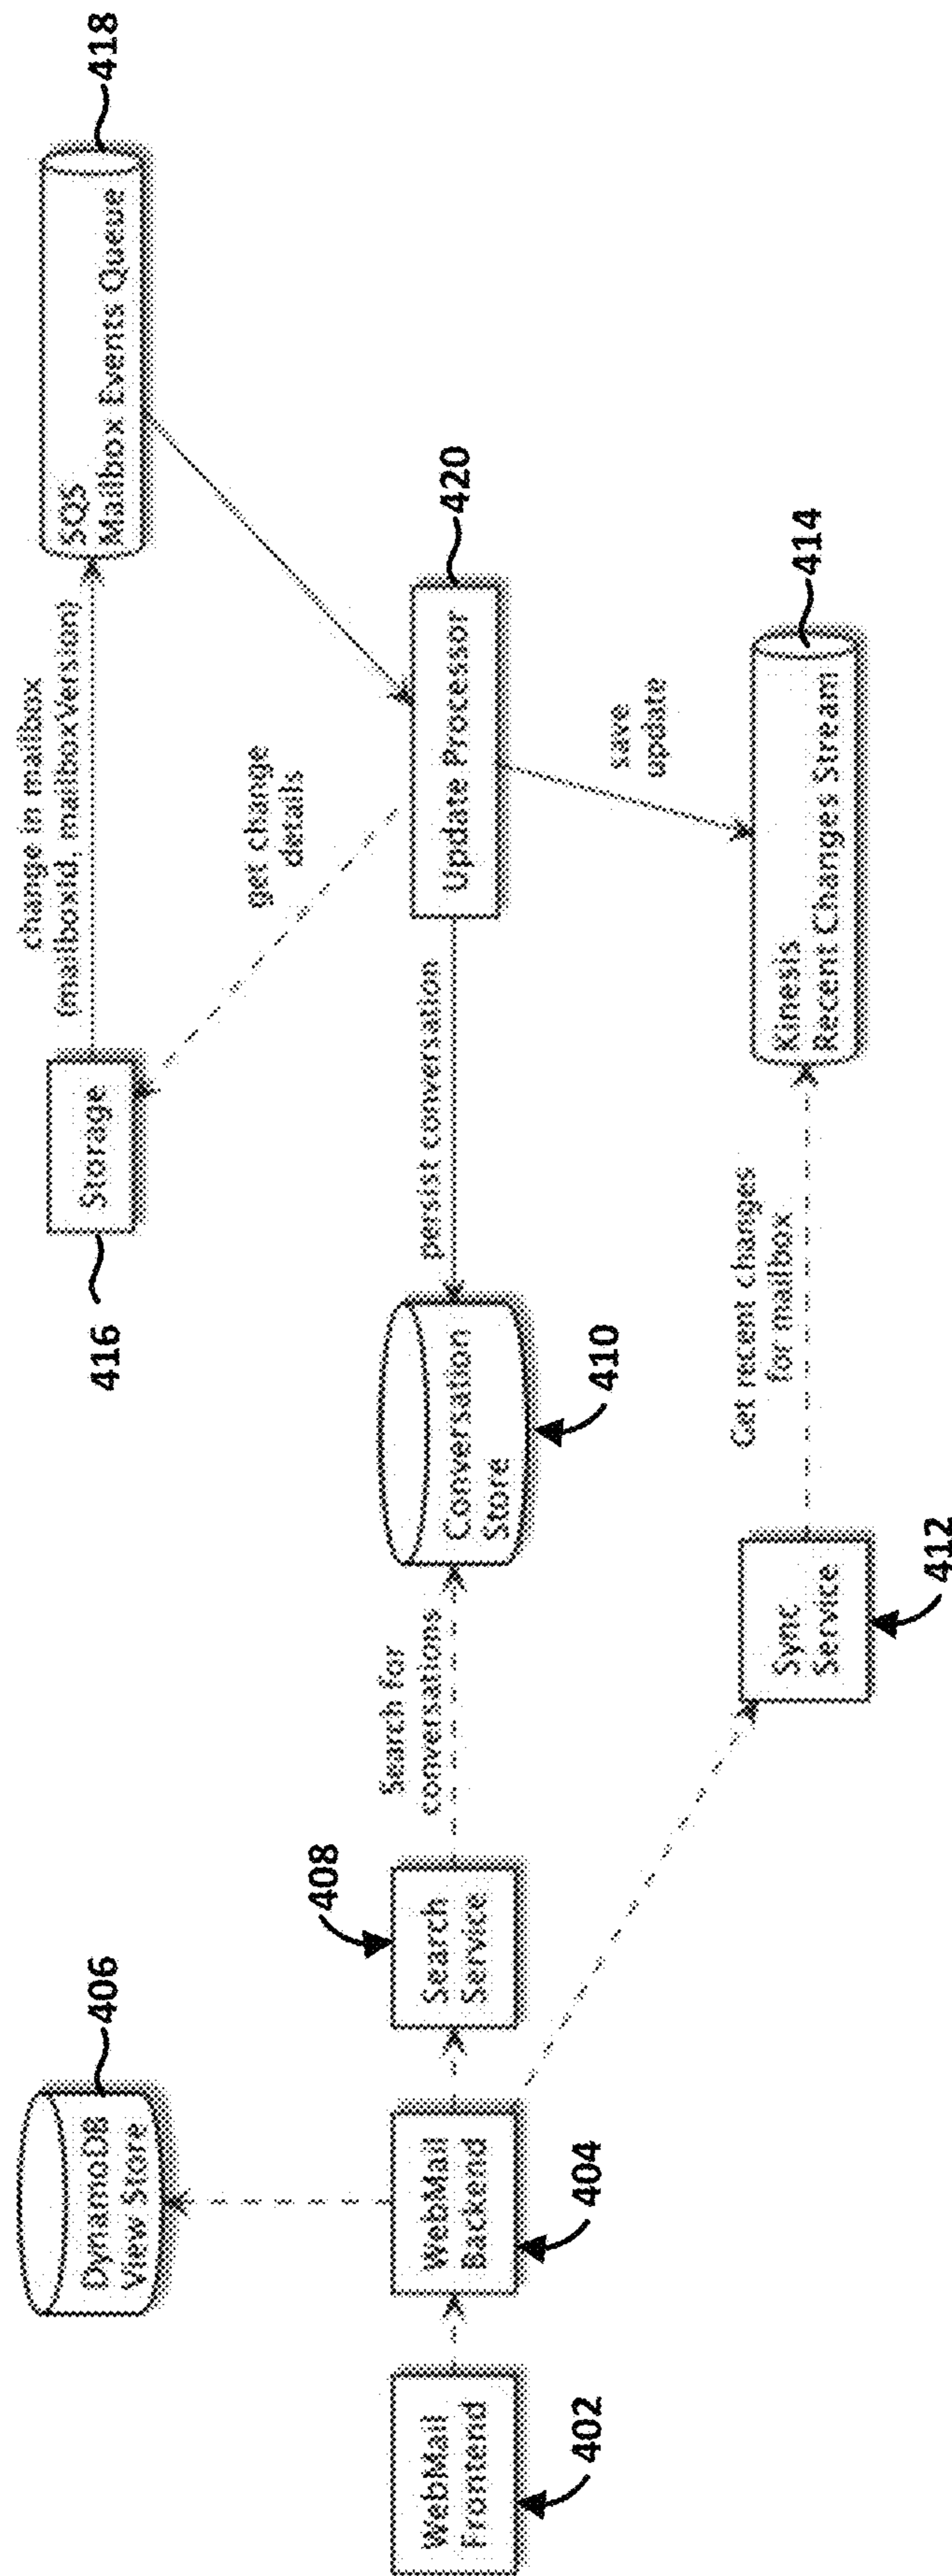 DynamoDB
View Store
406
WebMail
Frontend
402
WebMail
Backend
404
Search
Service
408
Search for
conversations
Conversation
Store
410
persist conversation
Update Processor
420
Storage
416
change in mailbox
(mailboxId, mailboxVersion)
SQS
Mailbox Events Queue
418
get change
details
save
update
Sync
Service
412
Get recent changes
for mailbox
Kinesis
Recent Changes Stream
414